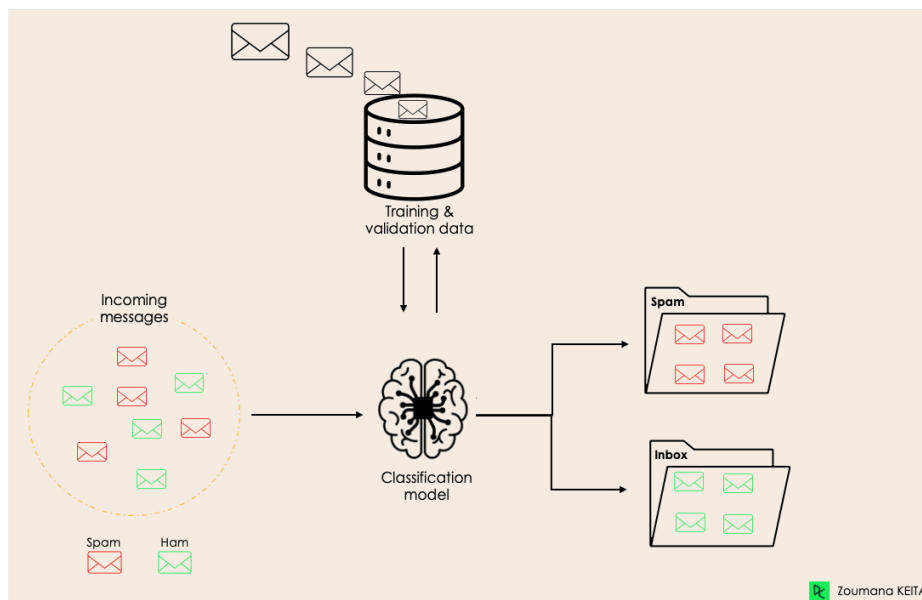 Training &
validation data
Incoming
messages
Spam
Classification
model
Inbox
Spam
Ham
Zoumana KEITA